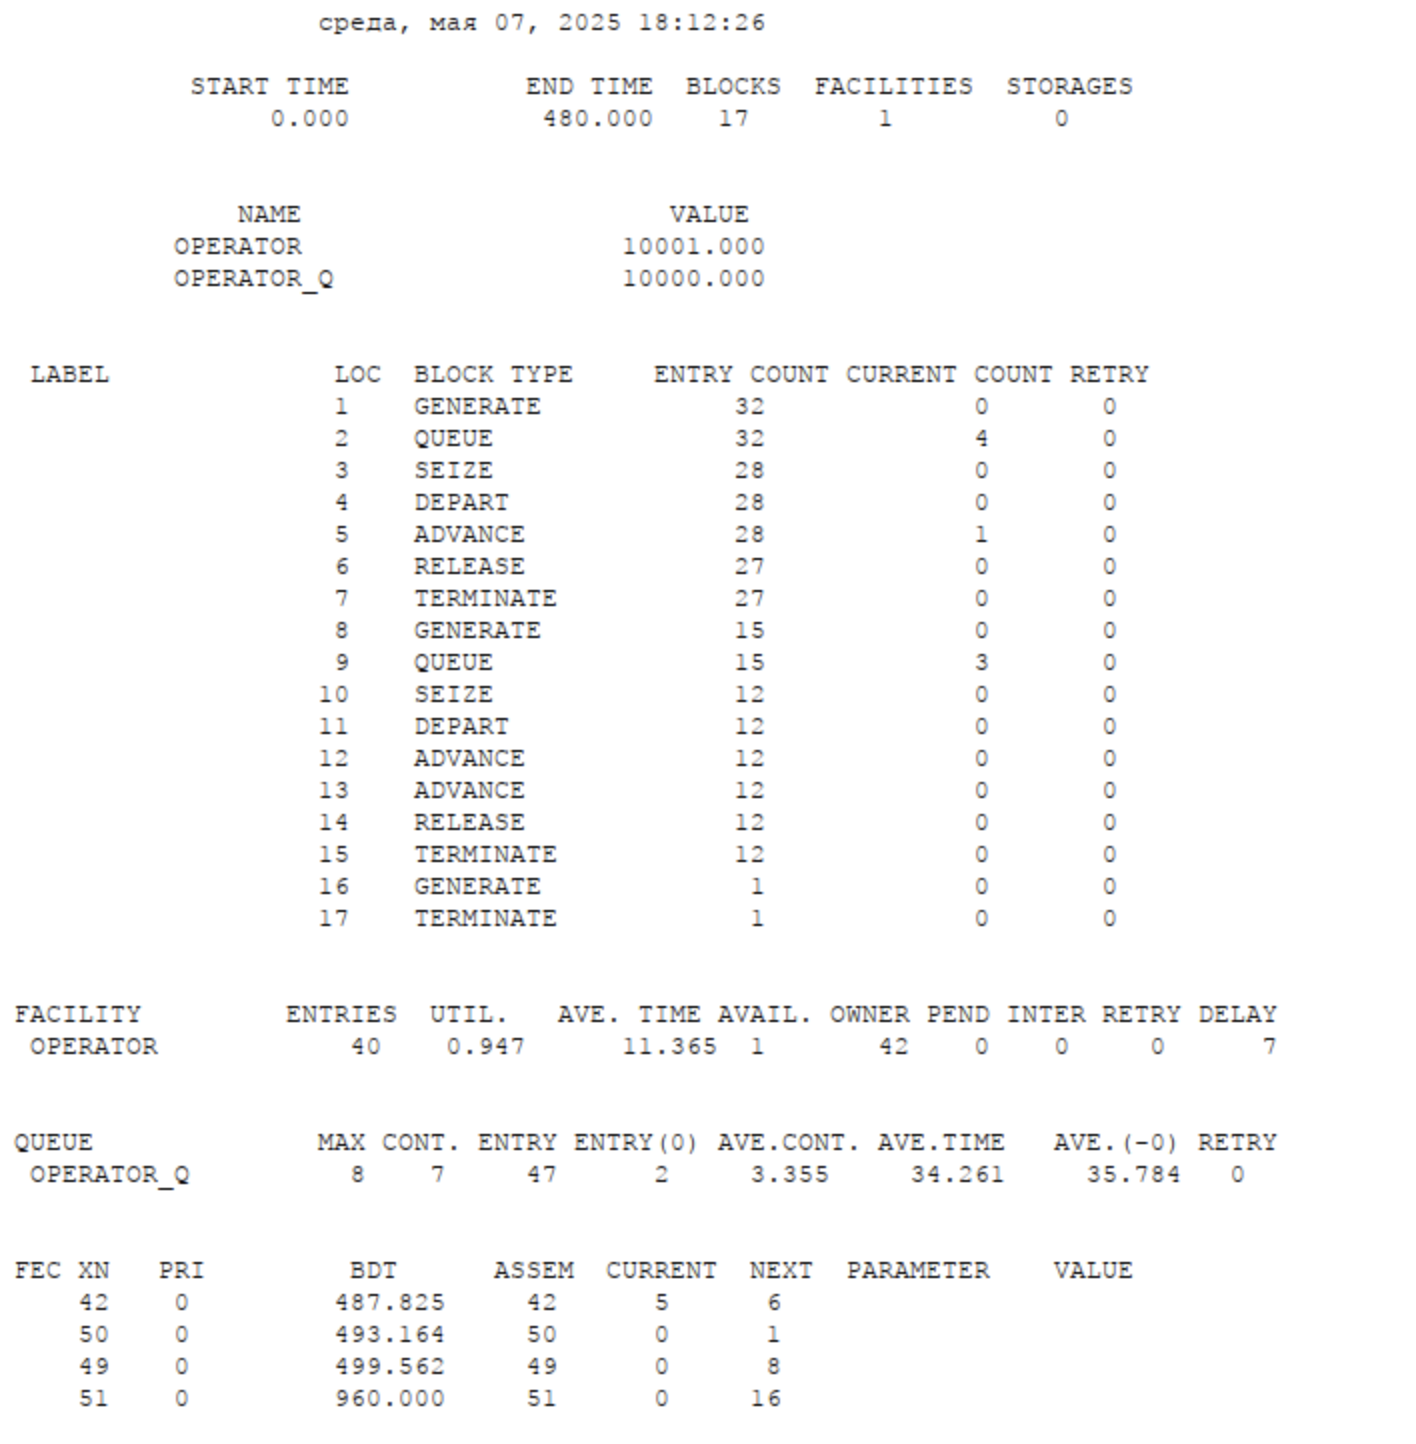 среда, мая 07, 2025 18:12:26
START TIME END TIME BLOCKS FACILITIES STORAGES
0.000 480.000 17 1 0
NAME VALUE
OPERATOR 10001.000
OPERATOR_Q 10000.000
LABEL LOC BLOCK TYPE ENTRY COUNT CURRENT COUNT RETRY
1 GENERATE 32 0 0
2 QUEUE 32 4 0
3 SEIZE 28 0 0
4 DEPART 28 0 0
5 ADVANCE 28 1 0
6 RELEASE 27 0 0
7 TERMINATE 27 0 0
8 GENERATE 15 0 0
9 QUEUE 15 3 0
10 SEIZE 12 0 0
11 DEPART 12 0 0
12 ADVANCE 12 0 0
13 ADVANCE 12 0 0
14 RELEASE 12 0 0
15 TERMINATE 12 0 0
16 GENERATE 1 0 0
17 TERMINATE 1 0 0
FACILITY ENTRIES UTIL. AVE. TIME AVAIL. OWNER PEND INTER RETRY DELAY
OPERATOR 40 0.947 11.365 1 42 0 0 0 7
QUEUE MAX CONT. ENTRY ENTRY(0) AVE.CONT. AVE.TIME AVE.(-0) RETRY
OPERATOR_Q 8 7 47 2 3.355 34.261 35.784 0
FEC XN PRI BDT ASSEM CURRENT NEXT PARAMETER VALUE
42 0 487.825 42 5 6
50 0 493.164 50 0 1
49 0 499.562 49 0 8
51 0 960.000 51 0 16